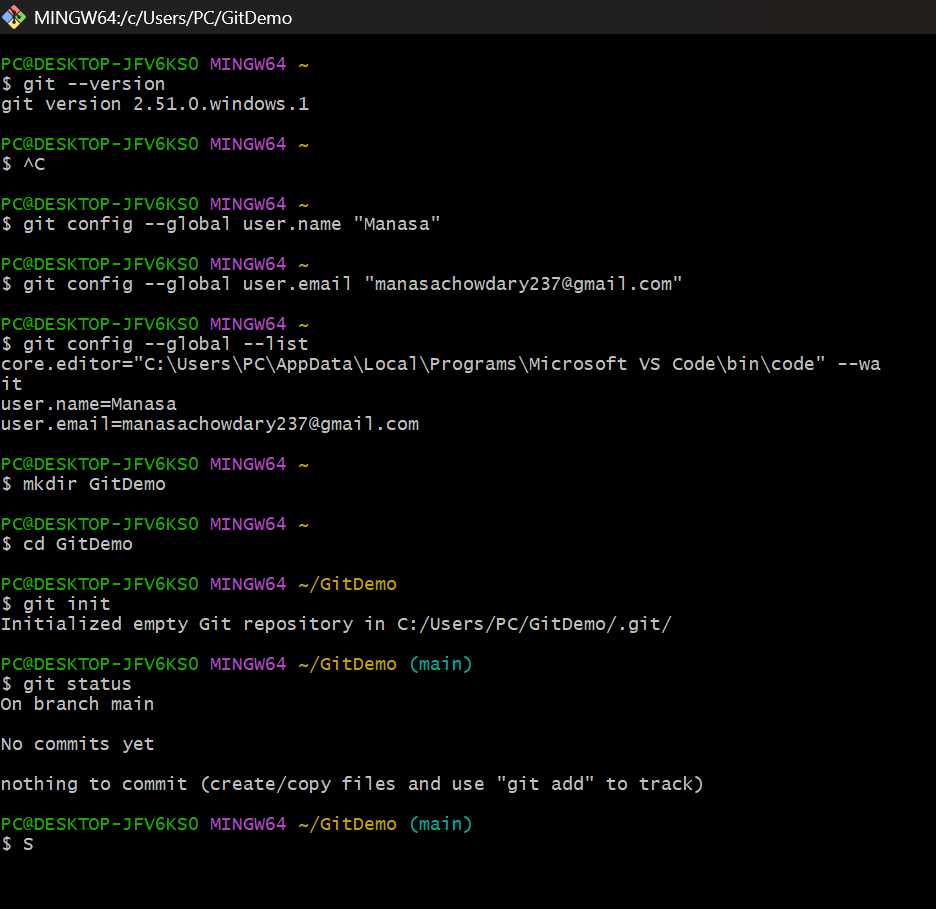 MINGW64:/c/Users/PC/GitDemo
PC@DESKTOP-JFV6KS0 MINGW64 ~
$ git --version
git version 2.51.0.windows.1
PC@DESKTOP-JFV6KS0 MINGW64 ~
$ ^C
PC@DESKTOP-JFV6KS0 MINGW64 ~
$ git config --global user.name "Manasa"
PC@DESKTOP-JFV6KS0 MINGW64 ~
$ git config --global user.email "manasachowdary237@gmail.com"
PC@DESKTOP-JFV6KS0 MINGW64 ~
$ git config --global --list
core.editor="C:\Users\PC\AppData\Local\Programs\Microsoft VS Code\bin\code" --wa
it
user.name=Manasa
user.email=manasachowdary237@gmail.com
PC@DESKTOP-JFV6KS0 MINGW64 ~
$ mkdir GitDemo
PC@DESKTOP-JFV6KS0 MINGW64 ~
$ cd GitDemo
PC@DESKTOP-JFV6KS0 MINGW64 ~/GitDemo
$ git init
Initialized empty Git repository in C:/Users/PC/GitDemo/.git/
PC@DESKTOP-JFV6KS0 MINGW64 ~/GitDemo (main)
$ git status
On branch main
No commits yet
nothing to commit (create/copy files and use "git add" to track)
PC@DESKTOP-JFV6KS0 MINGW64 ~/GitDemo (main)
$ S